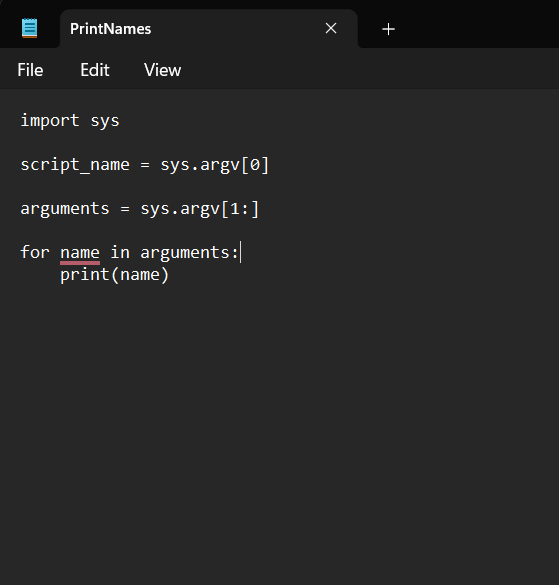 PrintNames
File Edit View
import sys
script_name = sys.argv[0]
arguments = sys.argv[1:]
for name in arguments:
    print(name)